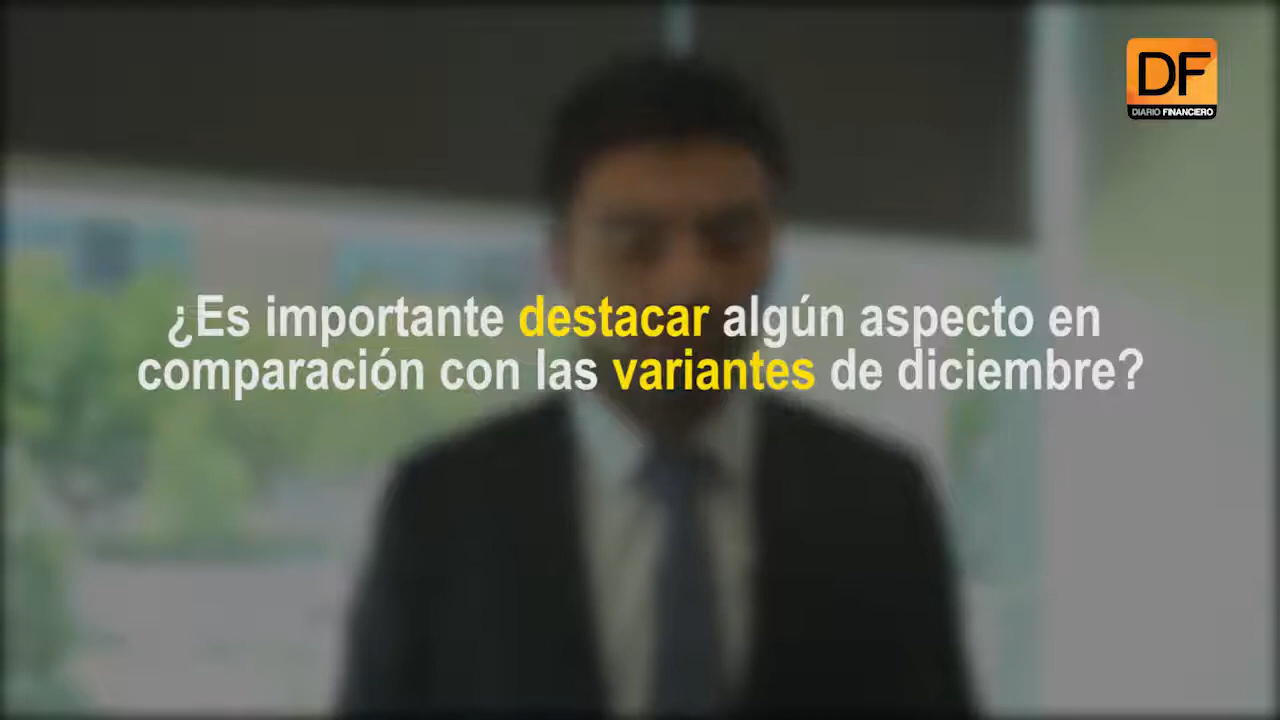 DF
DIARIO FINANCIERO
¿Es importante destacar algún aspecto en
comparación con las variantes de diciembre?